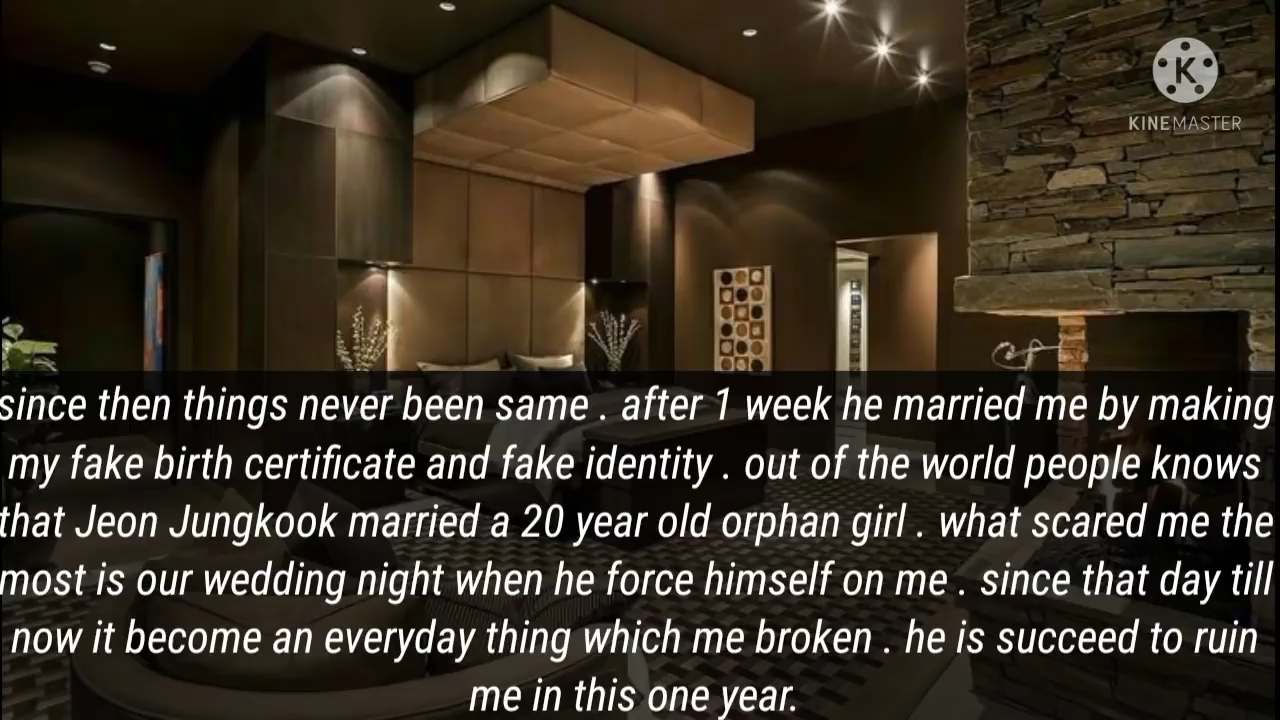 KINEMASTER
since then things never been same . after 1 week he married me by making
my fake birth certificate and fake identity . out of the world people knows
that Jeon Jungkook married a 20 year old orphan girl . what scared me the
most is our wedding night when he force himself on me . since that day till
now it become an everyday thing which me broken . he is succeed to ruin
me in this one year.